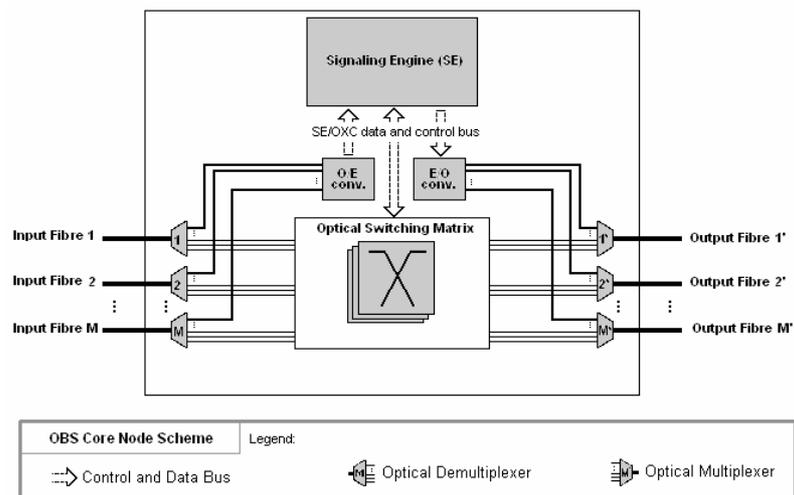 Signaling Engine (SE)
SE/OXC data and control bus
O/E
conv.
E/O
conv.
Optical Switching Matrix
Input Fibre 1
1
1'
Output Fibre 1'
Input Fibre 2
2
2'
Output Fibre 2'
Input Fibre M
M
M'
Output Fibre M'
OBS Core Node Scheme
Legend:
Control and Data Bus
M
Optical Demultiplexer
M'
Optical Multiplexer